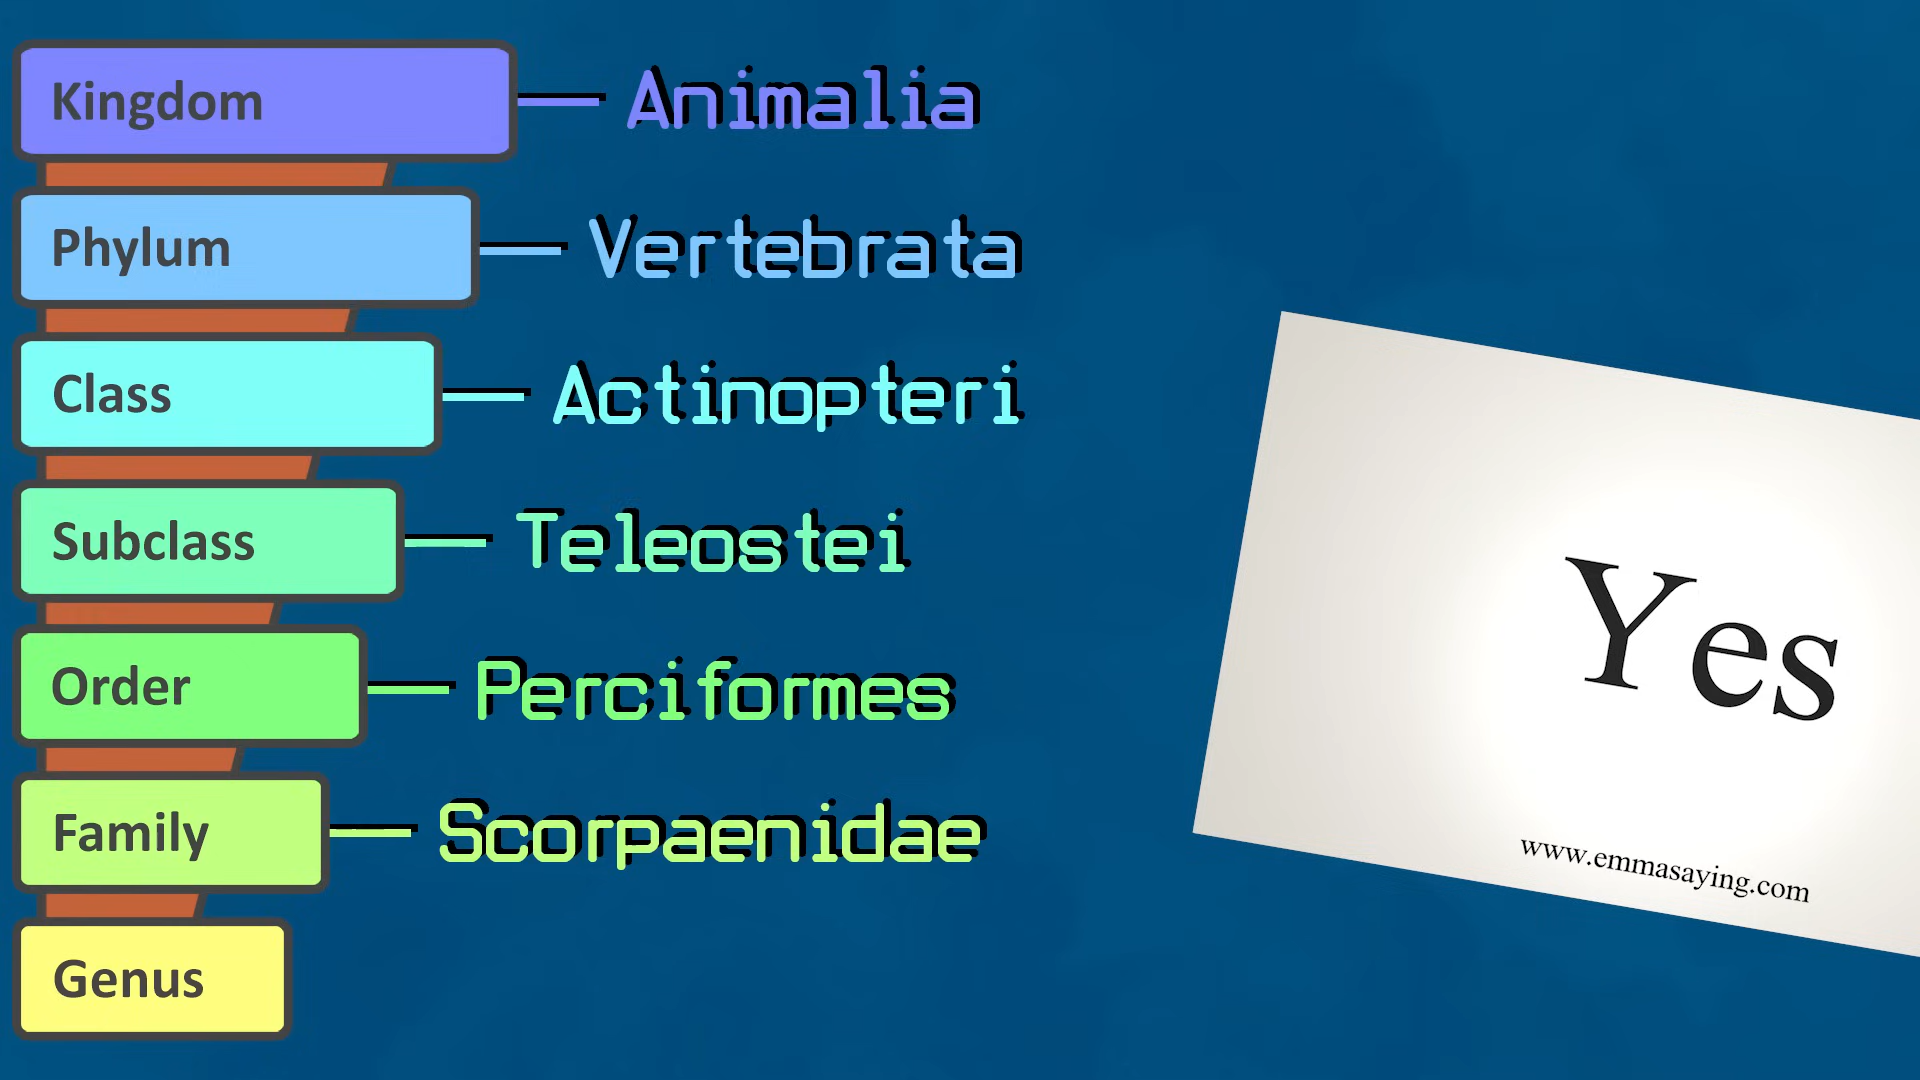 Kingdom Animalia
Phylum Vertebrata
Class Actinopteri
Subclass Teleostei
Order Perciformes
Family Scorpaenidae
Genus
Yes
www.emmasaying.com